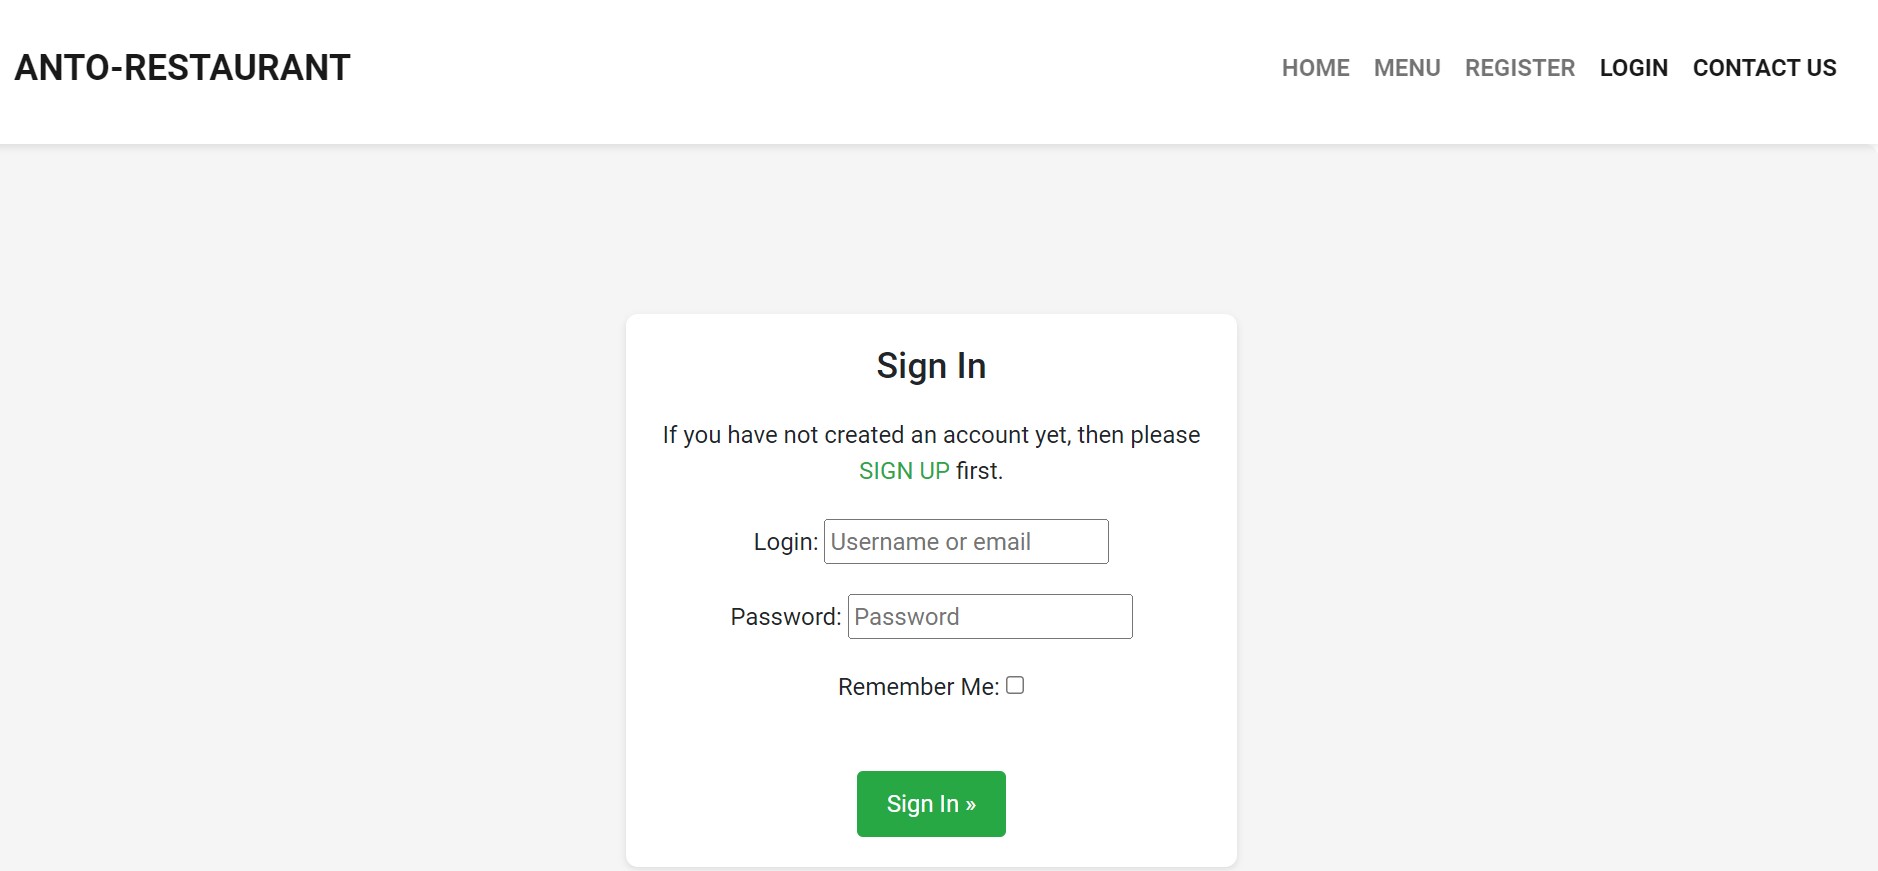 ANTO-RESTAURANT
HOME MENU REGISTER LOGIN CONTACT US
Sign In
If you have not created an account yet, then please
SIGN UP first.
Login: Username or email
Password: Password
Remember Me:
Sign In »